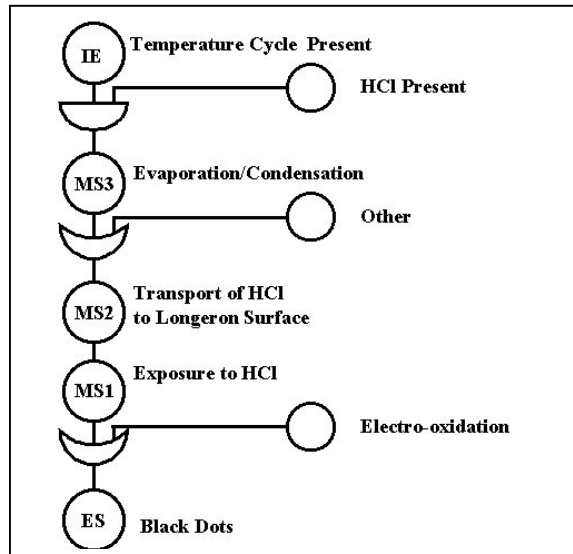 IE
Temperature Cycle Present
HCl Present
MS3
Evaporation/Condensation
Other
MS2
Transport of HCl
to Longeron Surface
MS1
Exposure to HCl
Electro-oxidation
ES
Black Dots